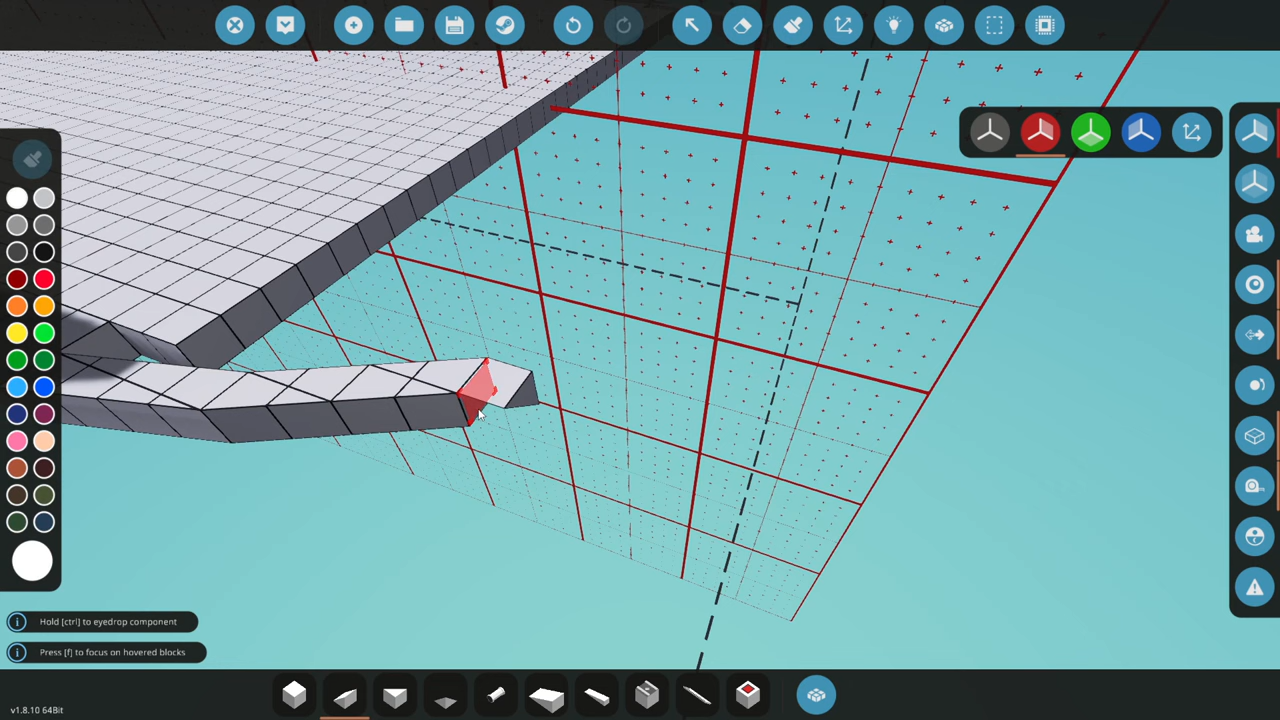 Hold [ctrl] to eyedrop component
Press [f] to focus on hovered blocks
v1.8.10 64Bit